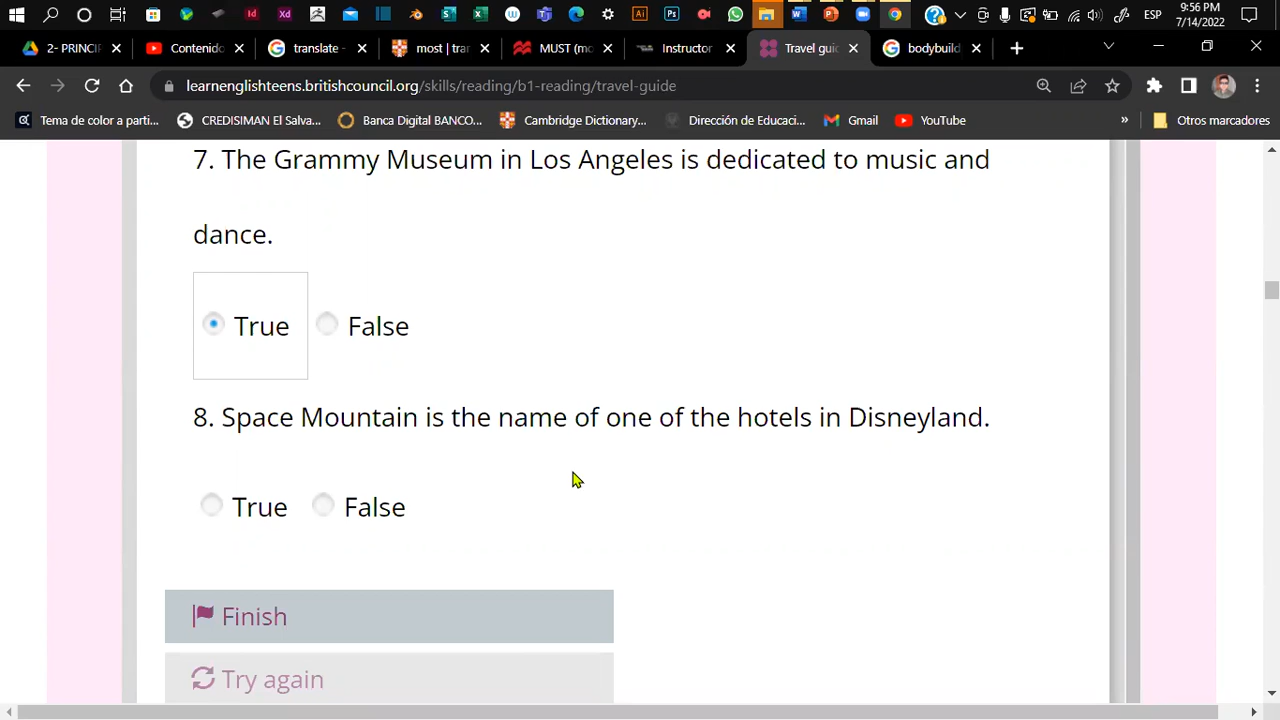 9:56 PM
ESP
7/14/2022
2-PRINCIP
Contenido
translate -
most | trar
MUST (mo
Instructor
Travel guid
bodybuild
learnenglishteens.britishcouncil.org/skills/reading/b1-reading/travel-guide
Tema de color a parti...
CREDISIMAN El Salva...
Banca Digital BANCO...
Cambridge Dictionary...
Dirección de Educaci...
Gmail
YouTube
»
Otros marcadores
7. The Grammy Museum in Los Angeles is dedicated to music and
dance.
True False
8. Space Mountain is the name of one of the hotels in Disneyland.
True False
Finish
Try again